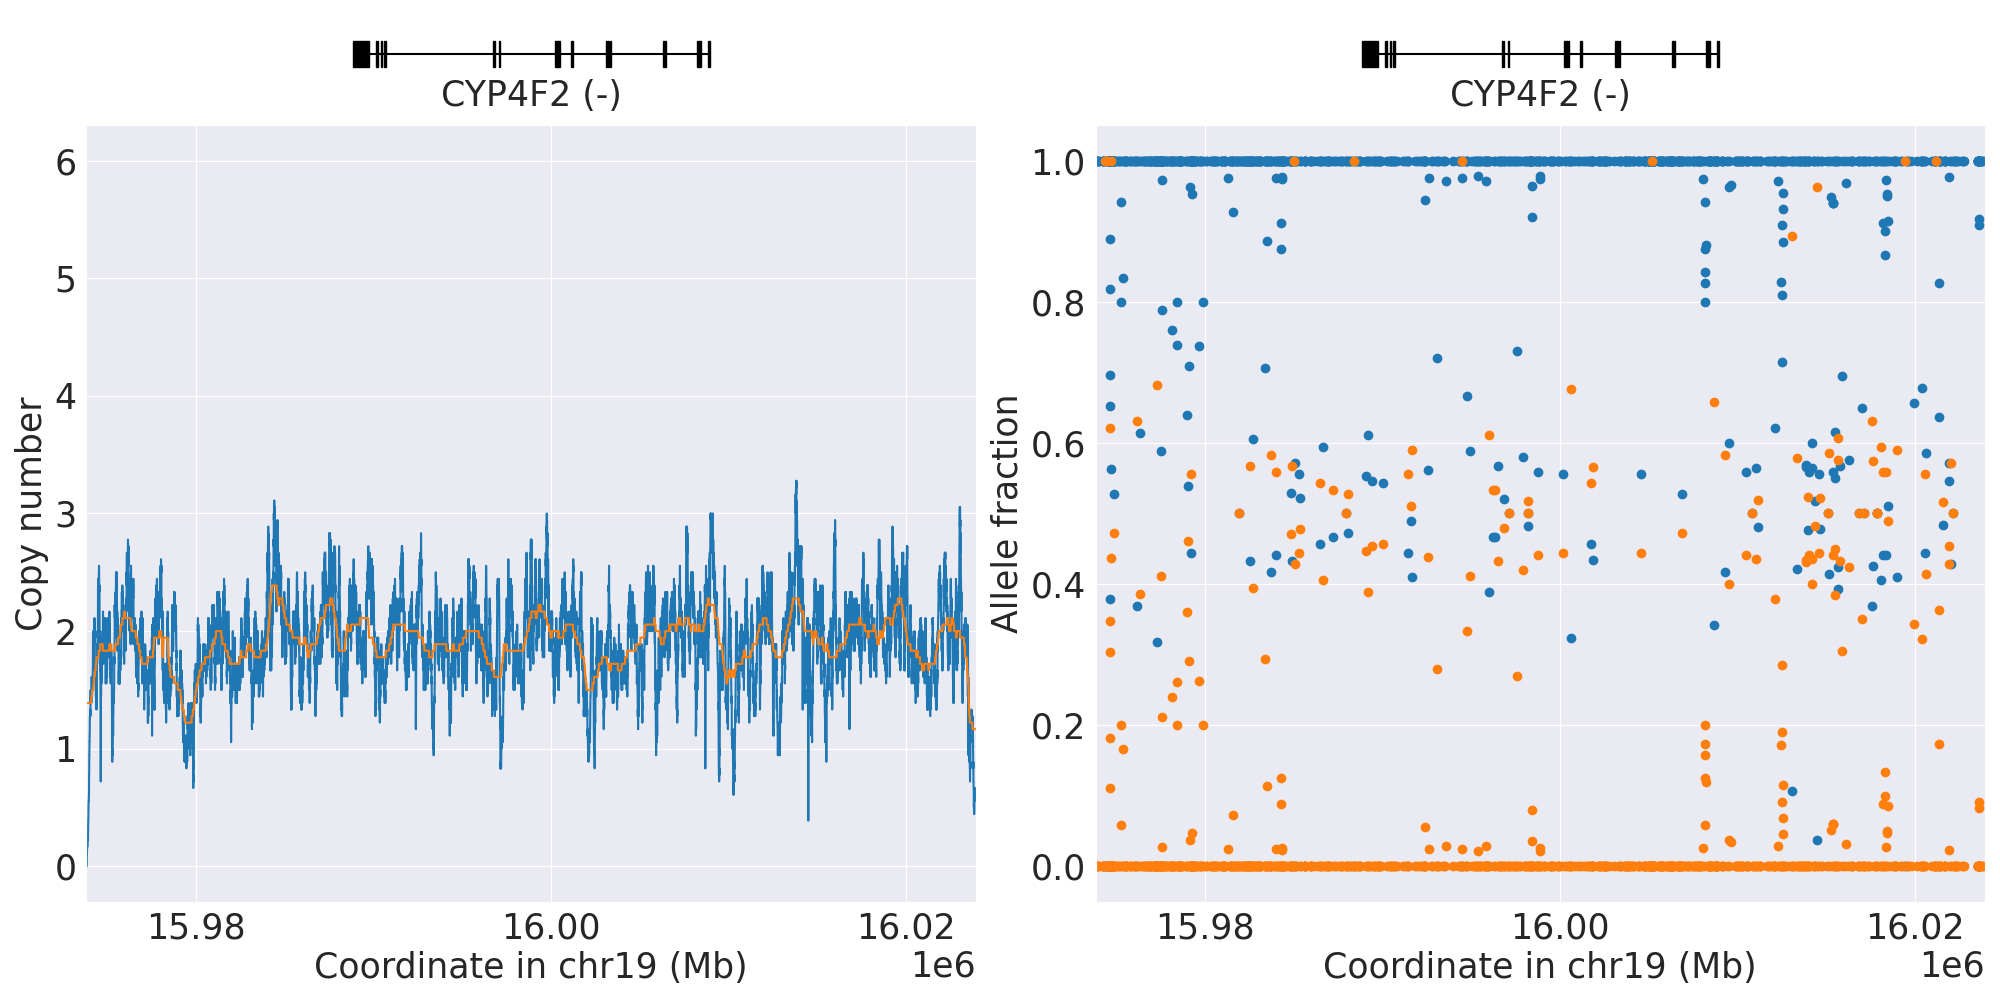 CYP4F2 (-)
6
5
4
3
2
1
0
Copy number
15.98
16.00
16.02
Coordinate in chr19 (Mb)
1e6
CYP4F2 (-)
1.0
0.8
0.6
0.4
0.2
0.0
Allele fraction
15.98
16.00
16.02
Coordinate in chr19 (Mb)
1e6